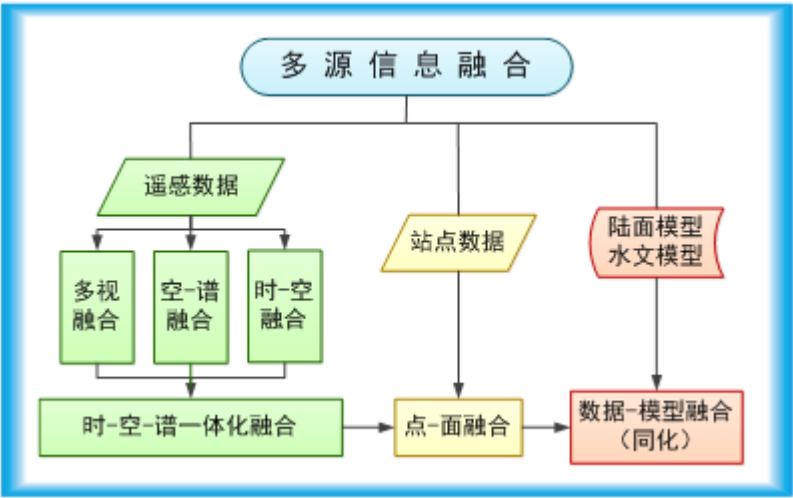 多源信息融合
遥感数据
站点数据
陆面模型
水文模型
多视
融合
空-谱
融合
时-空
融合
时-空-谱一体化融合
点-面融合
数据-模型融合
（同化）